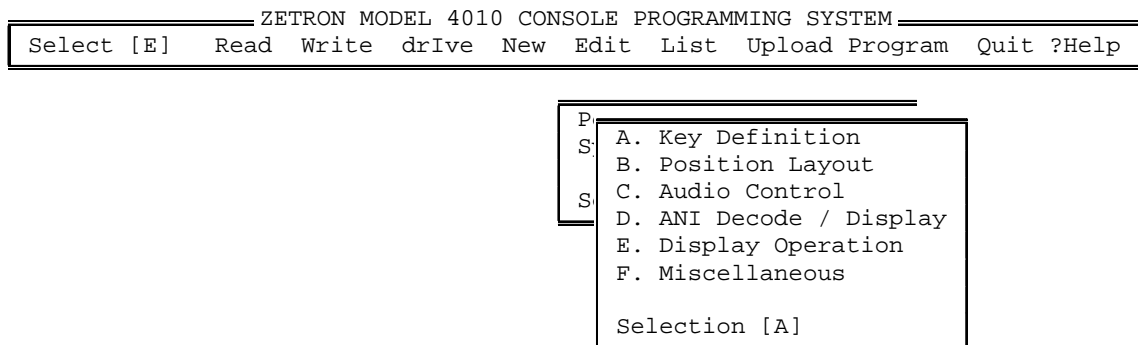 ZETRON MODEL 4010 CONSOLE PROGRAMMING SYSTEM
Select [E] Read Write drIve New Edit List Upload Program Quit ?Help
A. Key Definition
B. Position Layout
C. Audio Control
D. ANI Decode / Display
E. Display Operation
F. Miscellaneous
Selection [A]